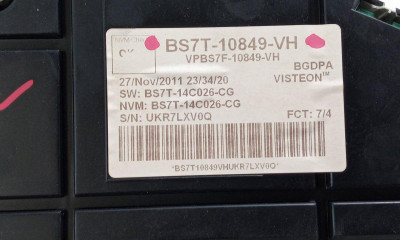 BS7T-10849-VH
VPBS7F-10849-VH
BGDPA
27/Nov/2011 23/34/20 VISTEON™
SW: BS7T-14C026-CG
NVM: BS7T-14C026-CG
S/N: UKR7LXV0Q FCT: 7/4
*BS7T10849VHUKR7LXV0Q*